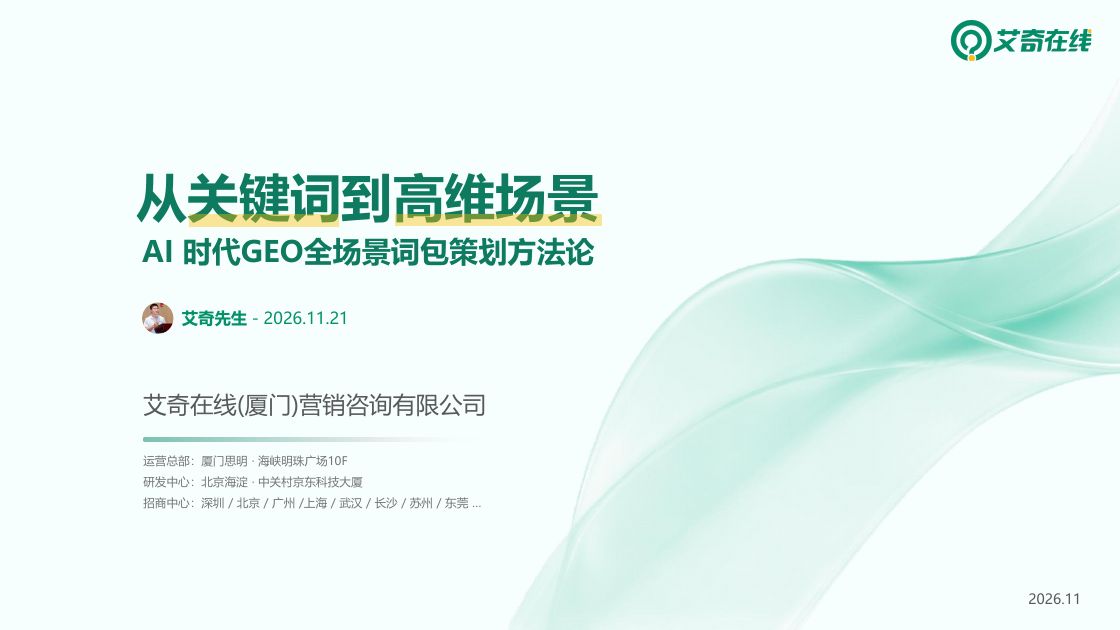 艾奇在线
从关键词到高维场景
AI 时代GEO全场景词包策划方法论
艾奇先生 - 2026.11.21
艾奇在线(厦门)营销咨询有限公司
运营总部：厦门思明 · 海峡明珠广场10F
研发中心：北京海淀 · 中关村京东科技大厦
招商中心：深圳 / 北京 / 广州 /上海 / 武汉 / 长沙 / 苏州 / 东莞 ...
2026.11